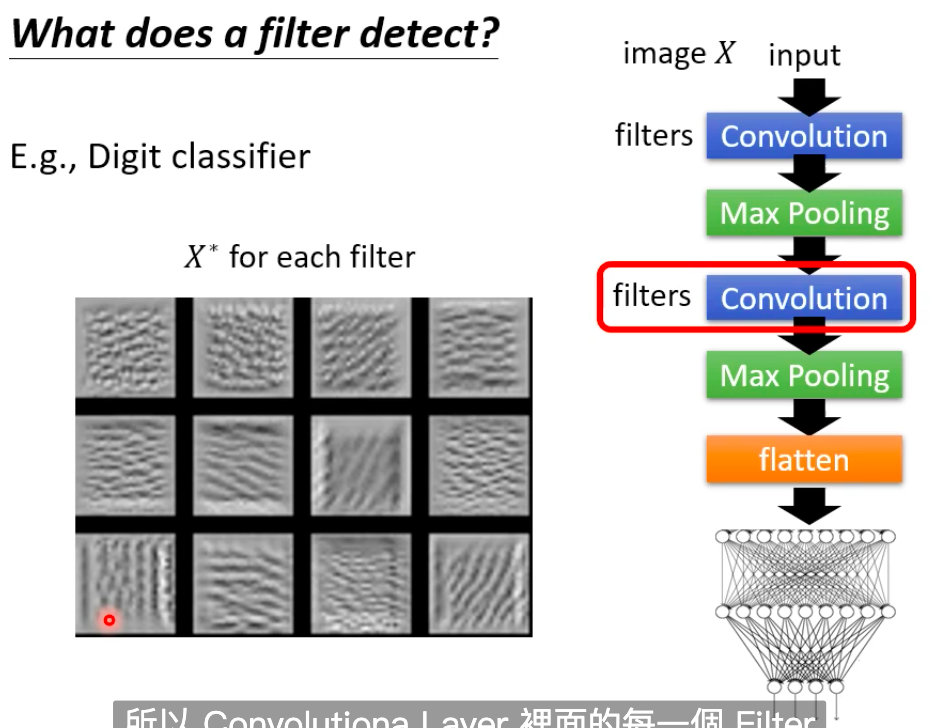 What does a filter detect?
image X input
filters Convolution
E.g., Digit classifier
Max Pooling
X* for each filter
filters Convolution
Max Pooling
flatten
所以 Convolutiona Layer 裡面的每一個 Filter